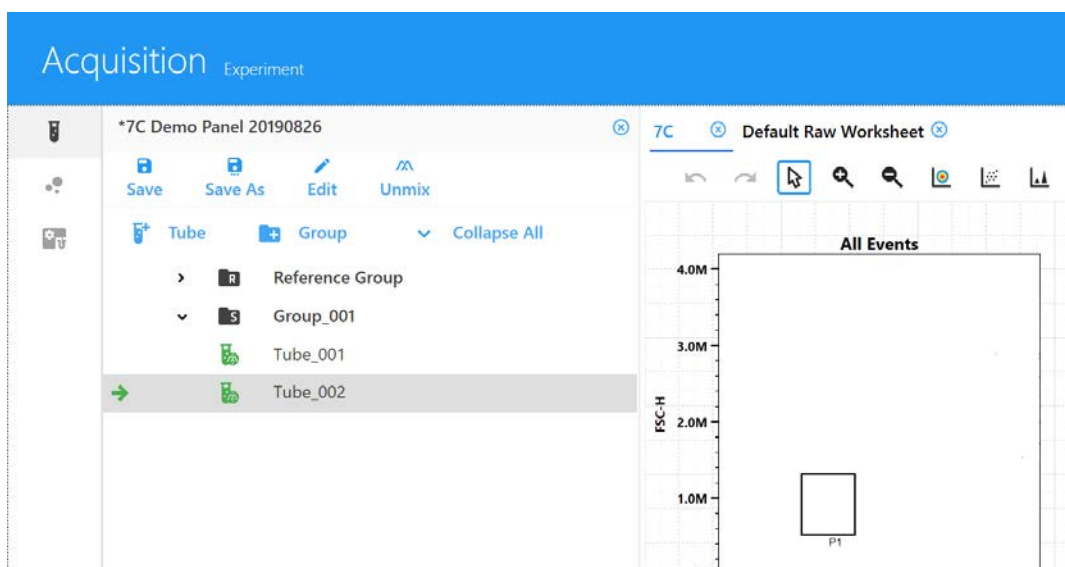 Acquisition Experiment
*7C Demo Panel 20190826
Save Save As Edit Unmix
Tube Group Collapse All
R Reference Group
S Group_001
Tube_001
Tube_002
7C Default Raw Worksheet
All Events
4.0M
3.0M
FSC-H
2.0M
1.0M
P1